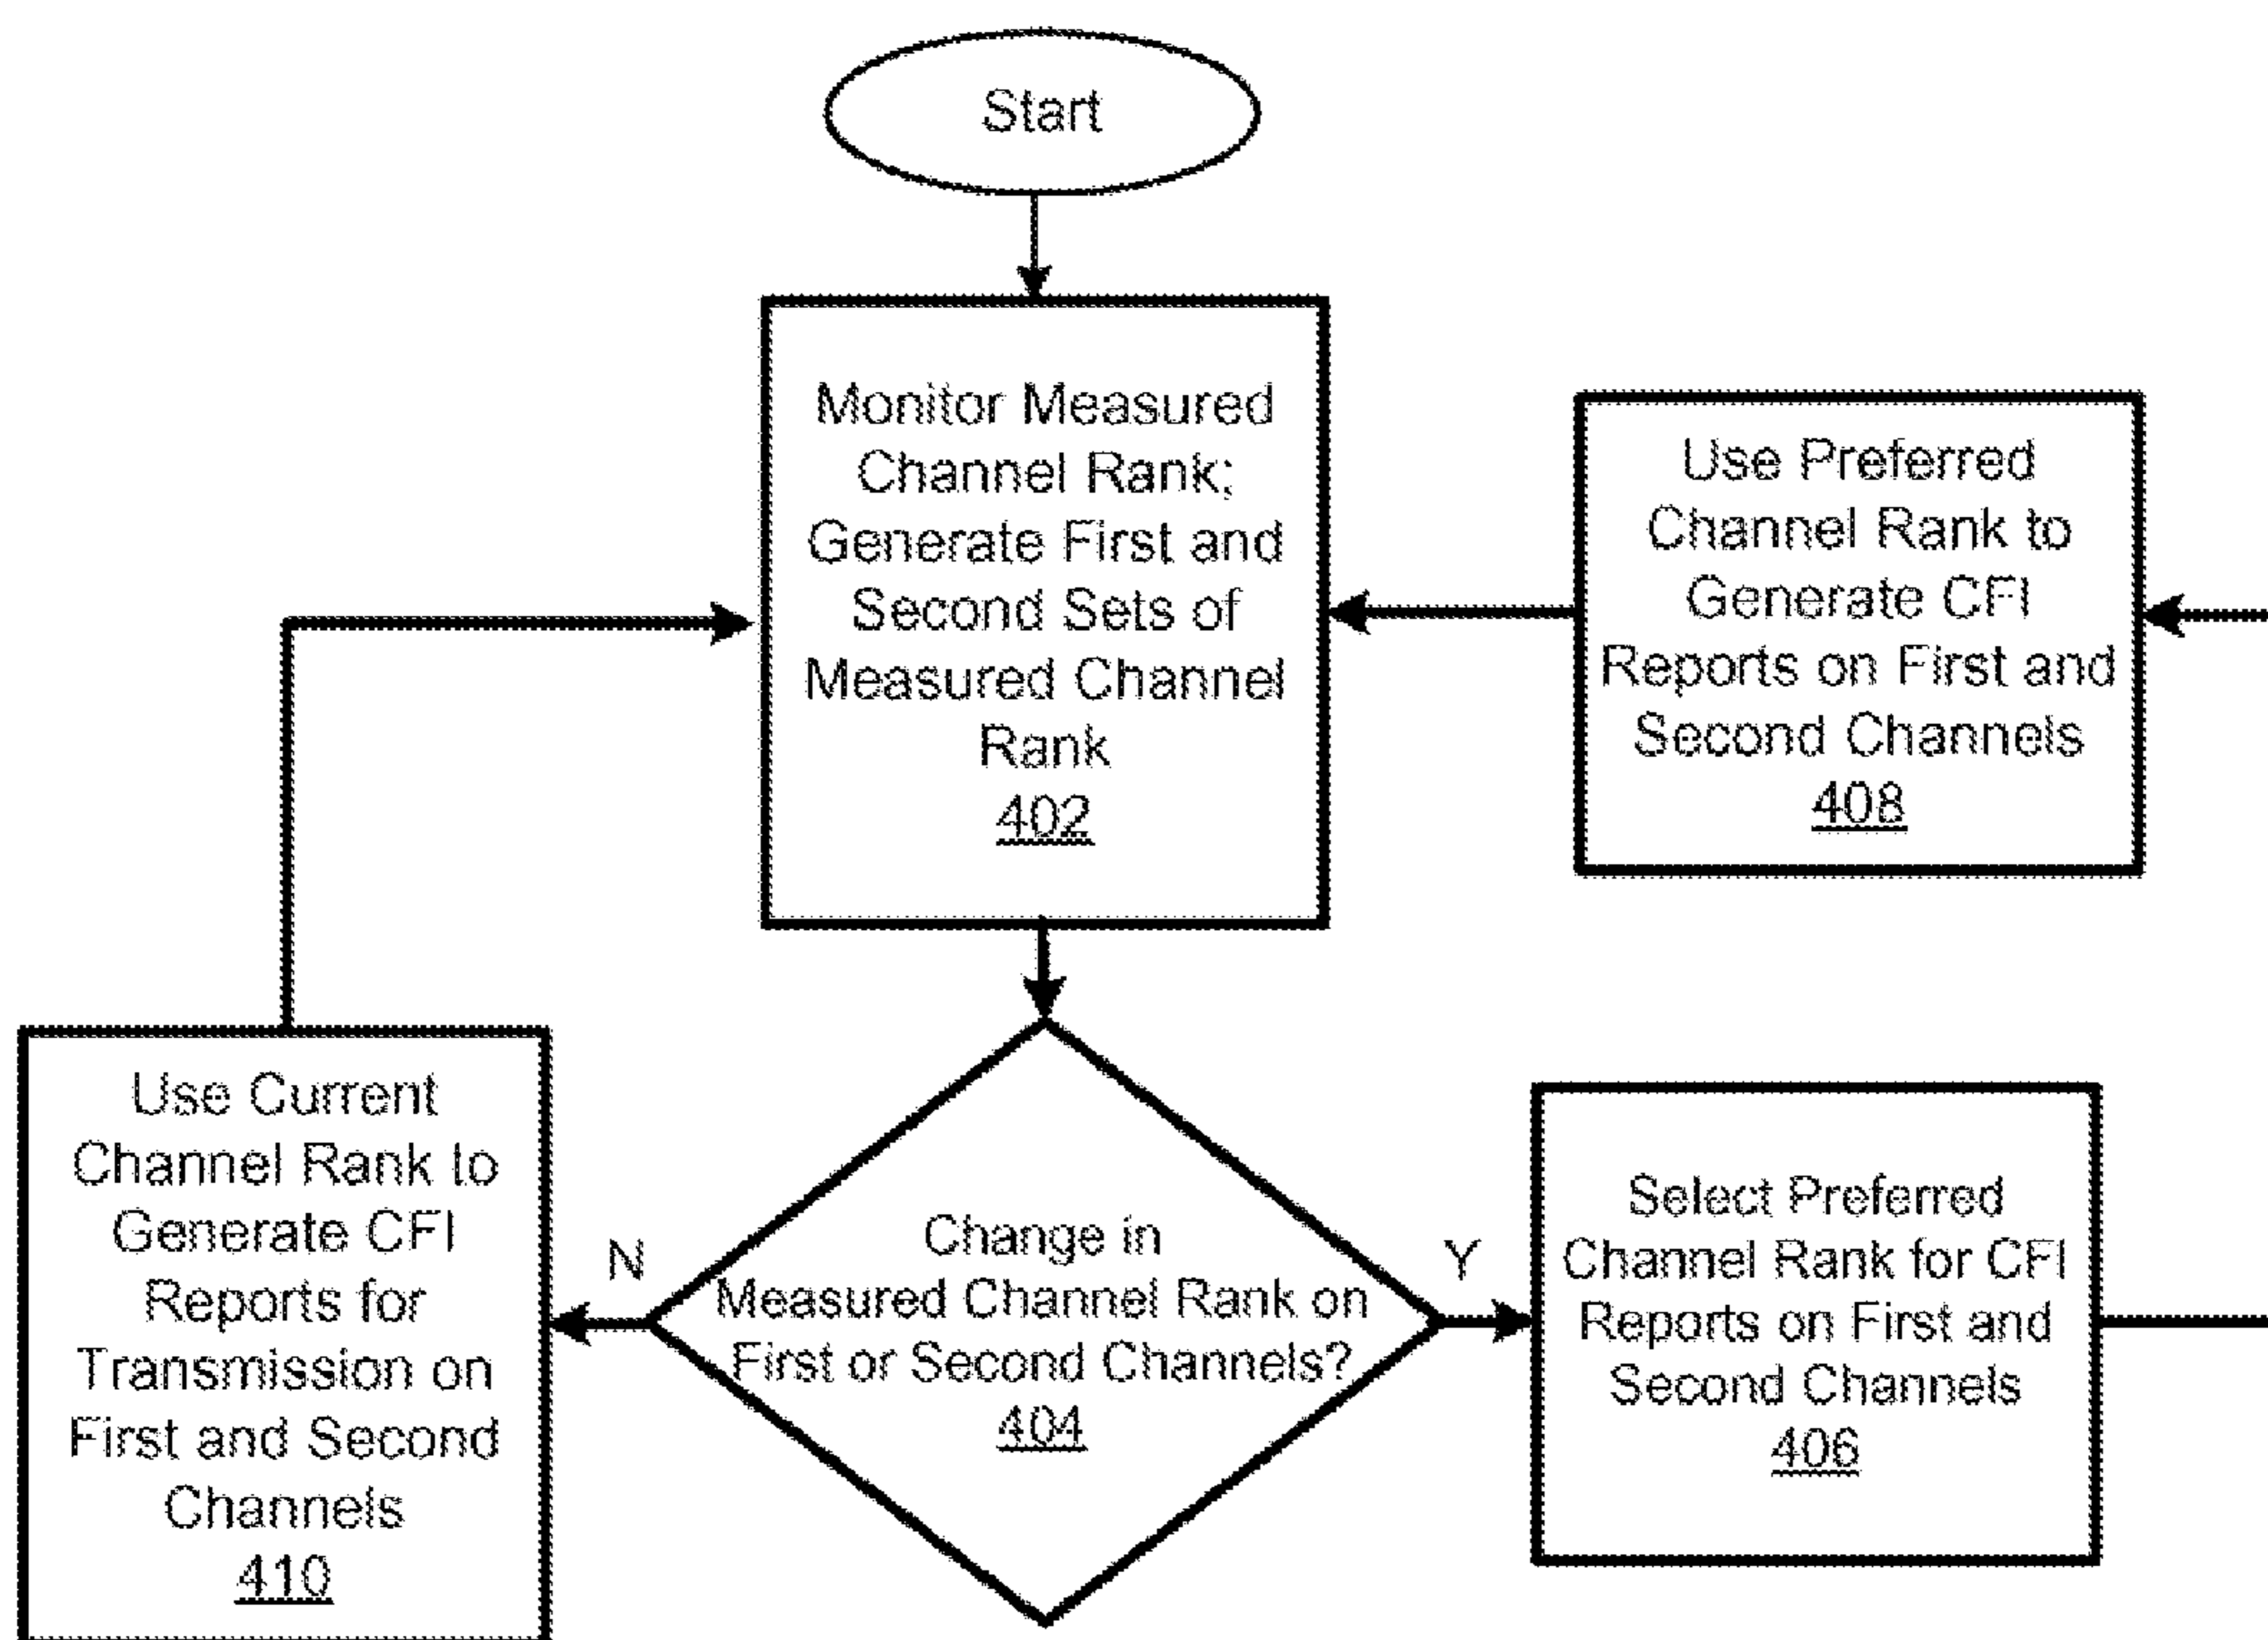 Start
Monitor Measured
Channel Rank;
Generate First and
Second Sets of
Measured Channel
Rank
402
Use Preferred
Channel Rank to
Generate CFI
Reports on First and
Second Channels
408
Use Current
Channel Rank to
Generate CFI
Reports for
Transmission on
First and Second
Channels
410
N
Change in
Measured Channel Rank on
First or Second Channels?
404
Y
Select Preferred
Channel Rank for CFI
Reports on First and
Second Channels
406